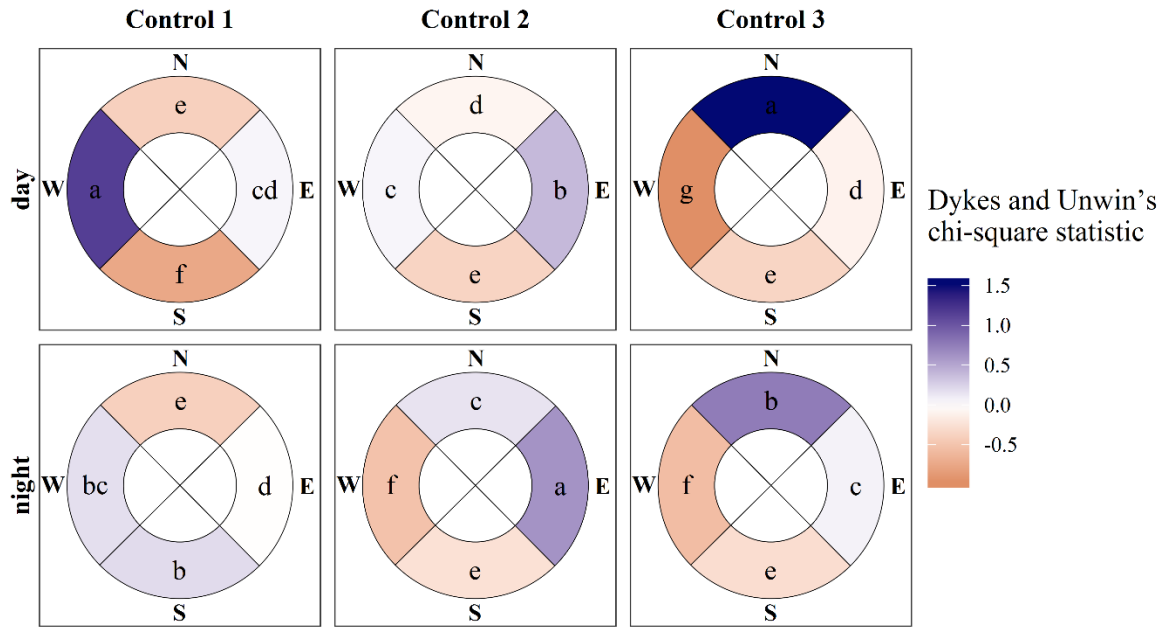 Control 1
Control 2
Control 3
day
N
e
W
a
cd
E
f
S
N
d
c
b
E
e
S
N
a
W
g
d
E
e
S
night
N
e
W
bc
d
E
b
S
N
c
W
f
a
E
e
S
N
b
W
f
c
E
e
S
Dykes and Unwin’s
chi-square statistic
1.5
1.0
0.5
0.0
-0.5